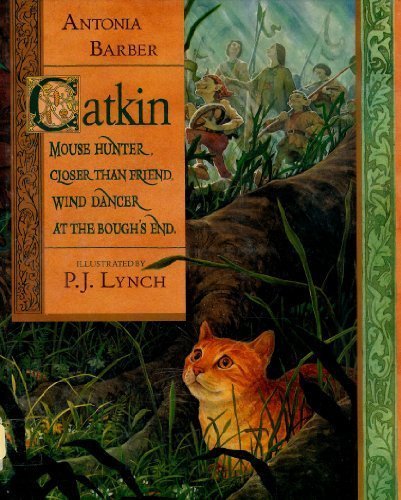 ANTONIA
BARBER
Catkin
MOUSE HUNTER,
CLOSER THAN FRIEND,
WIND DANCER
AT THE BOUGH'S END.
ILLUSTRATED BY
P.J. LYNCH